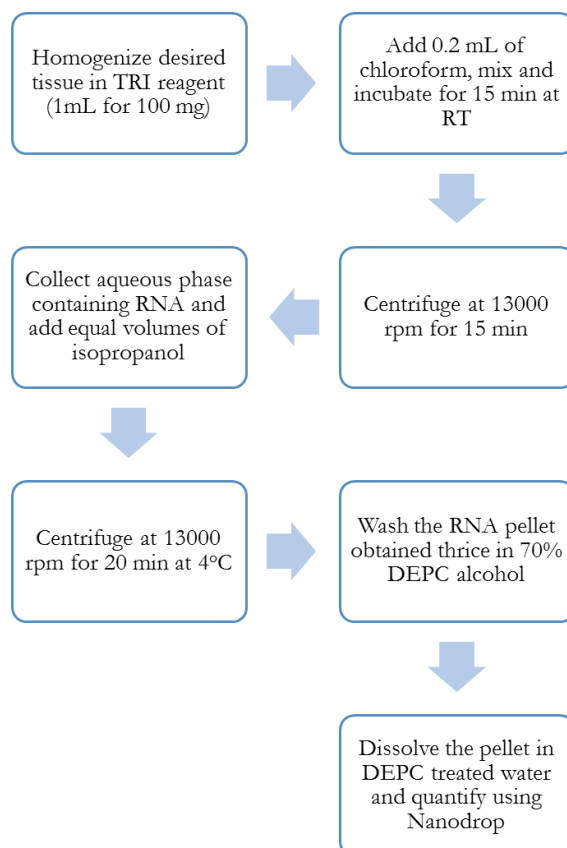 Homogenize desired
tissue in TRI reagent
(1mL for 100 mg)
Add 0.2 mL of
chloroform, mix and
incubate for 15 min at
RT
Centrifuge at 13000
rpm for 15 min
Collect aqueous phase
containing RNA and
add equal volumes of
isopropanol
Centrifuge at 13000
rpm for 20 min at 4°C
Wash the RNA pellet
obtained thrice in 70%
DEPC alcohol
Dissolve the pellet in
DEPC treated water
and quantify using
Nanodrop